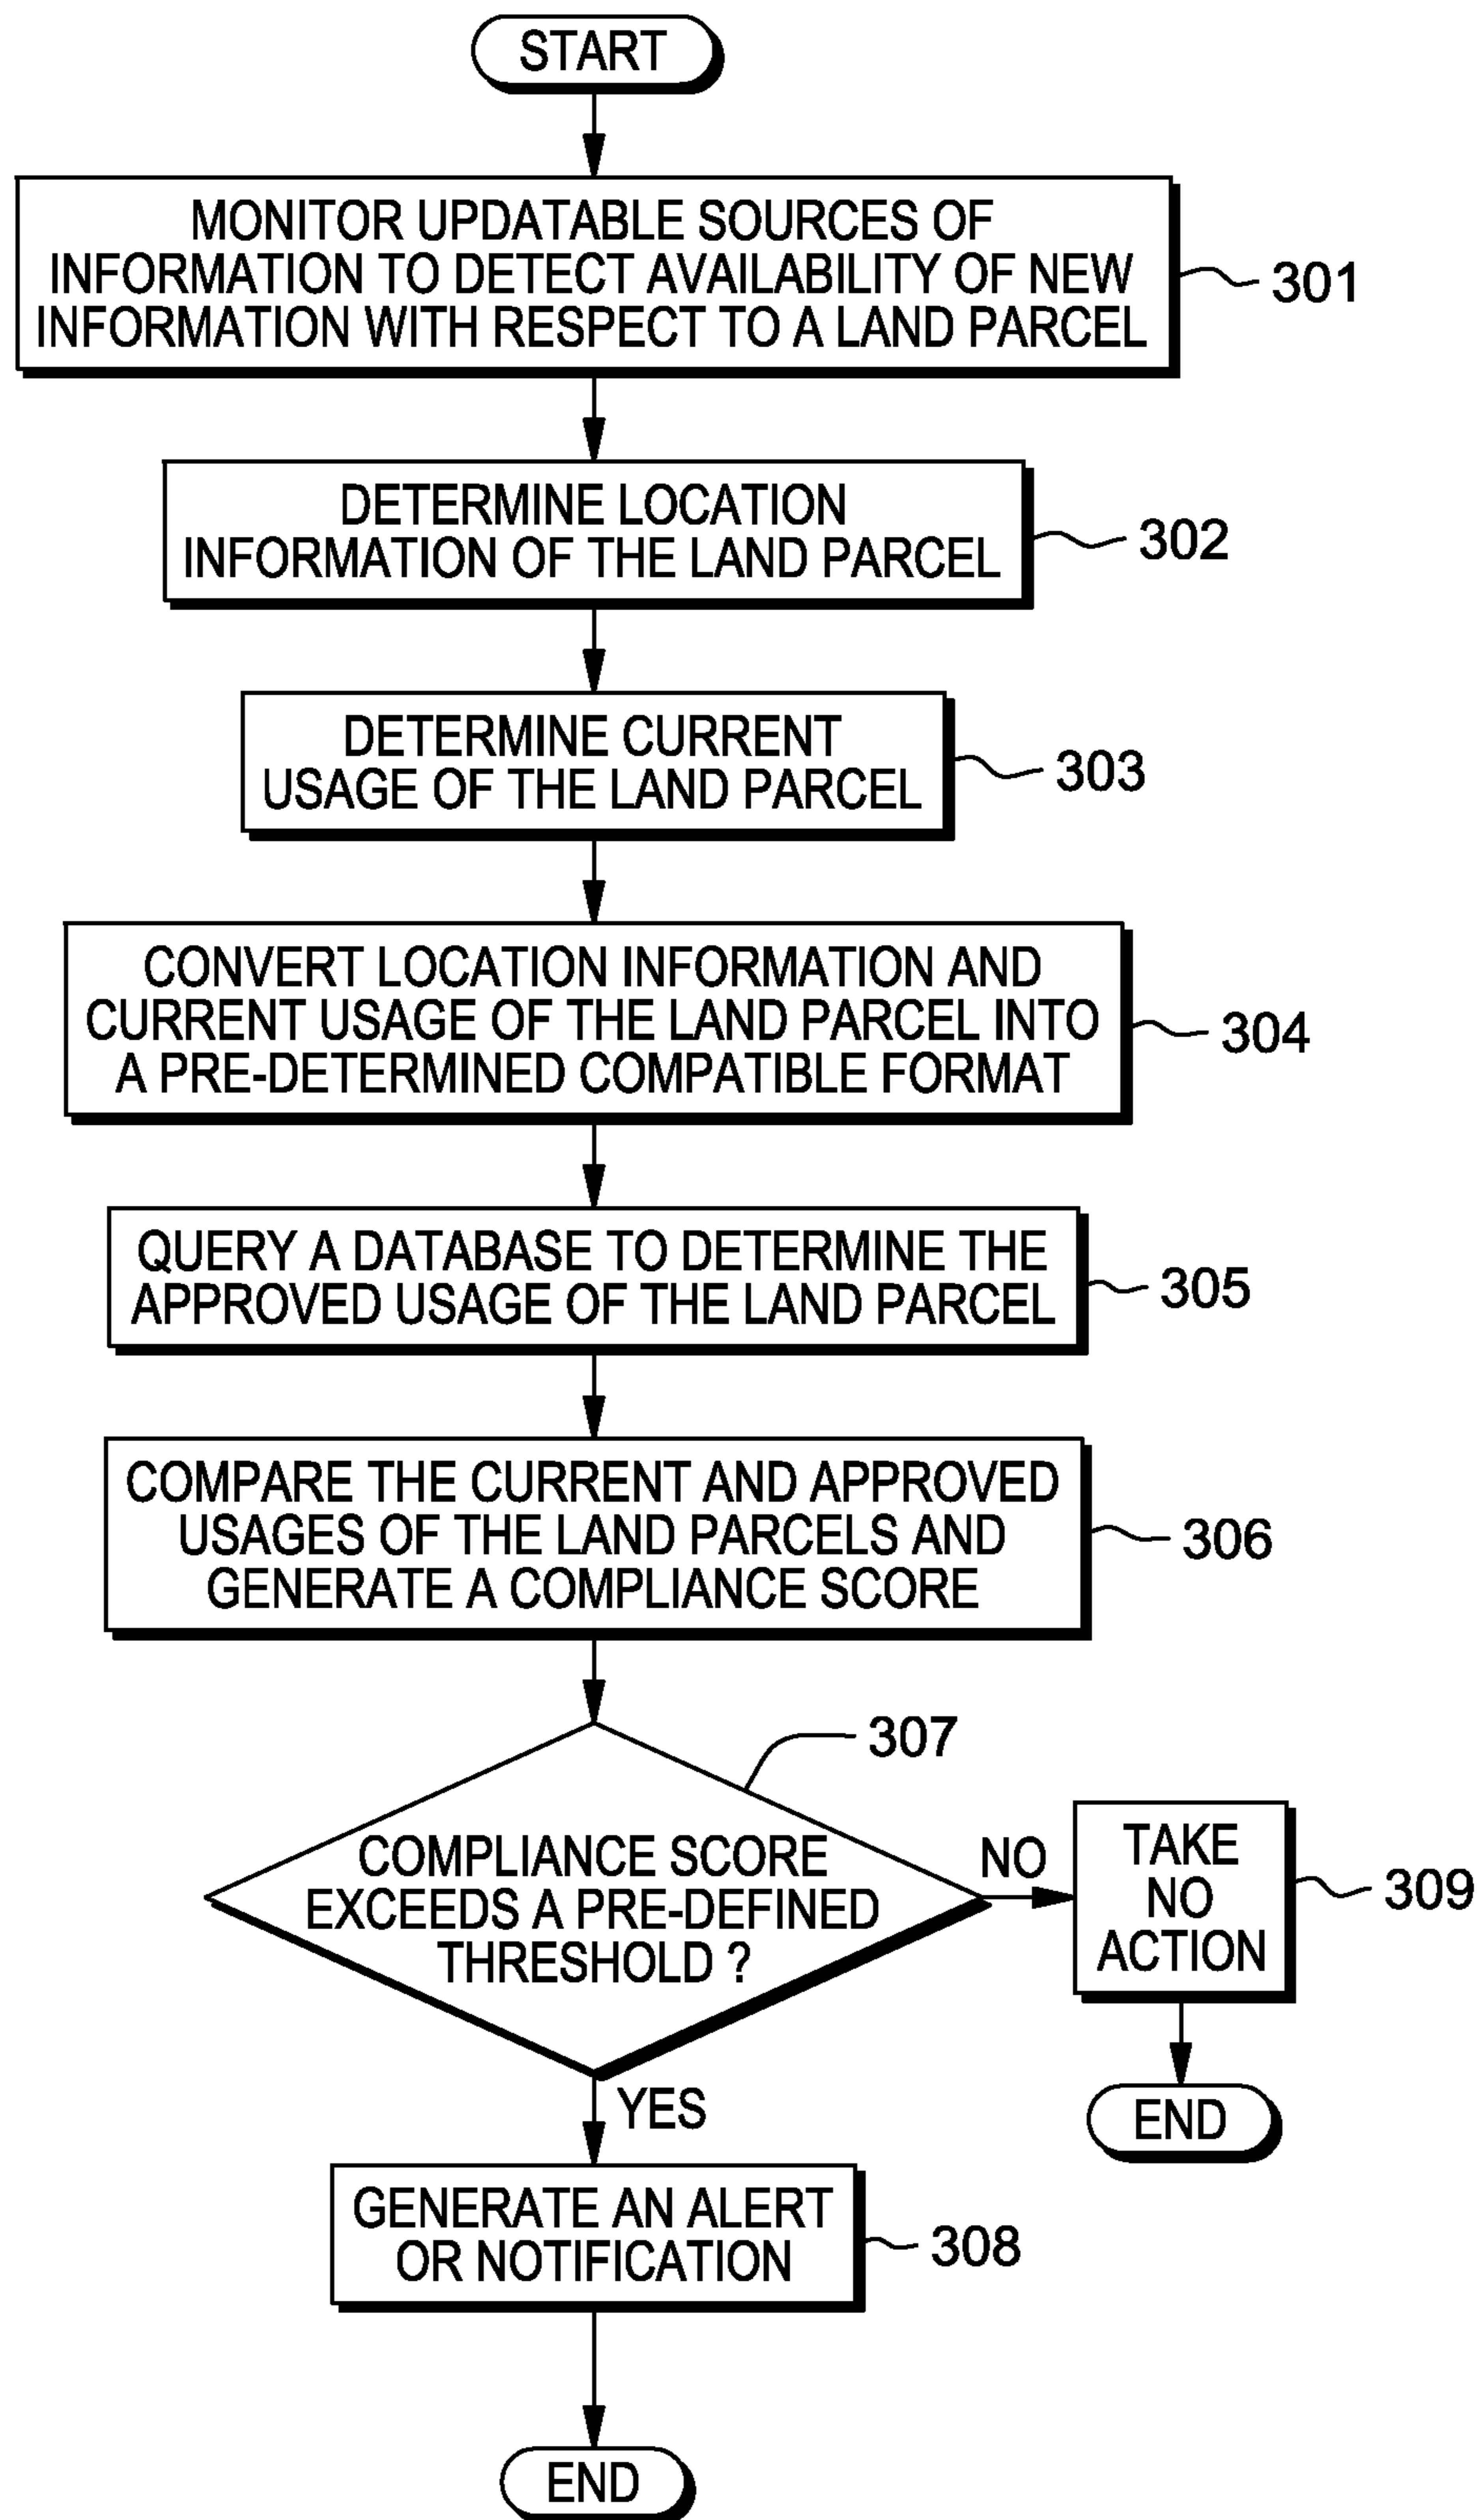 START
MONITOR UPDATABLE SOURCES OF
INFORMATION TO DETECT AVAILABILITY OF NEW
INFORMATION WITH RESPECT TO A LAND PARCEL
301
DETERMINE LOCATION
INFORMATION OF THE LAND PARCEL
302
DETERMINE CURRENT
USAGE OF THE LAND PARCEL
303
CONVERT LOCATION INFORMATION AND
CURRENT USAGE OF THE LAND PARCEL INTO
A PRE-DETERMINED COMPATIBLE FORMAT
304
QUERY A DATABASE TO DETERMINE THE
APPROVED USAGE OF THE LAND PARCEL
305
COMPARE THE CURRENT AND APPROVED
USAGES OF THE LAND PARCELS AND
GENERATE A COMPLIANCE SCORE
306
307
COMPLIANCE SCORE
EXCEEDS A PRE-DEFINED
THRESHOLD ?
NO
TAKE
NO
ACTION
309
END
YES
GENERATE AN ALERT
OR NOTIFICATION
308
END